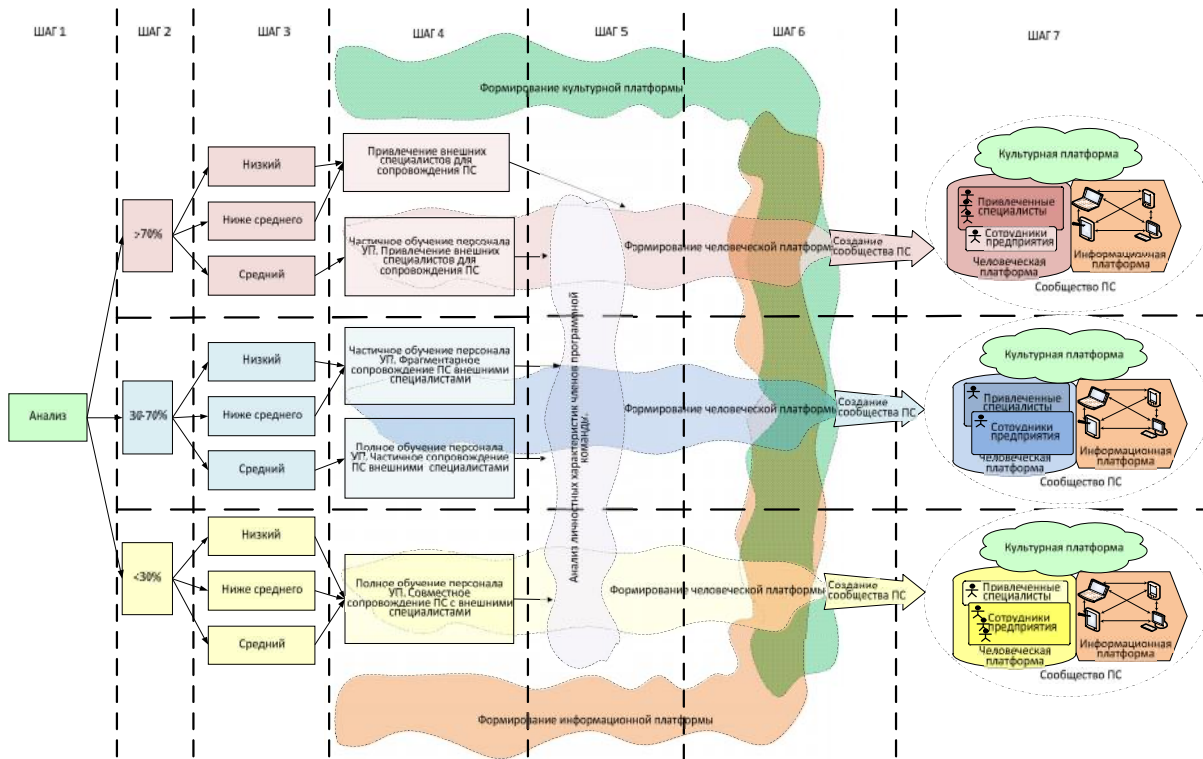 ШАГ 1
ШАГ 2
ШАГ 3
ШАГ 4
ШАГ 5
ШАГ 6
ШАГ 7
Формирование культурной платформы
Анализ
>70%
Низкий
Ниже среднего
Средний
Привлечение внешних
специалистов для
сопровождения ПС
Частичное обучение персонала
УП. Привлечение внешних
специалистов для
сопровождения ПС
Формирование человеческой платформы
Создание
сообщества ПС
Культурная платформа
Привлеченные
специалисты
Сотрудники
предприятия
Человеческая
платформа
Информационная
платформа
Сообщество ПС
30-70%
Низкий
Ниже среднего
Средний
Частичное обучение персонала
УП. Фрагментарное
сопровождение ПС внешними
специалистами
Полное обучение персонала
УП. Частичное сопровождение
ПС внешними специалистами
Анализ личностных характеристик членов программной
команды.
Формирование человеческой платформы
Создание
сообщества ПС
Культурная платформа
Привлеченные
специалисты
Сотрудники
предприятия
Человеческая
платформа
Информационная
платформа
Сообщество ПС
<30%
Низкий
Ниже среднего
Средний
Полное обучение персонала
УП. Совместное
сопровождение ПС с внешними
специалистами
Формирование человеческой платформы
Создание
сообщества ПС
Культурная платформа
Привлеченные
специалисты
Сотрудники
предприятия
Человеческая
платформа
Информационная
платформа
Сообщество ПС
Формирование информационной платформы